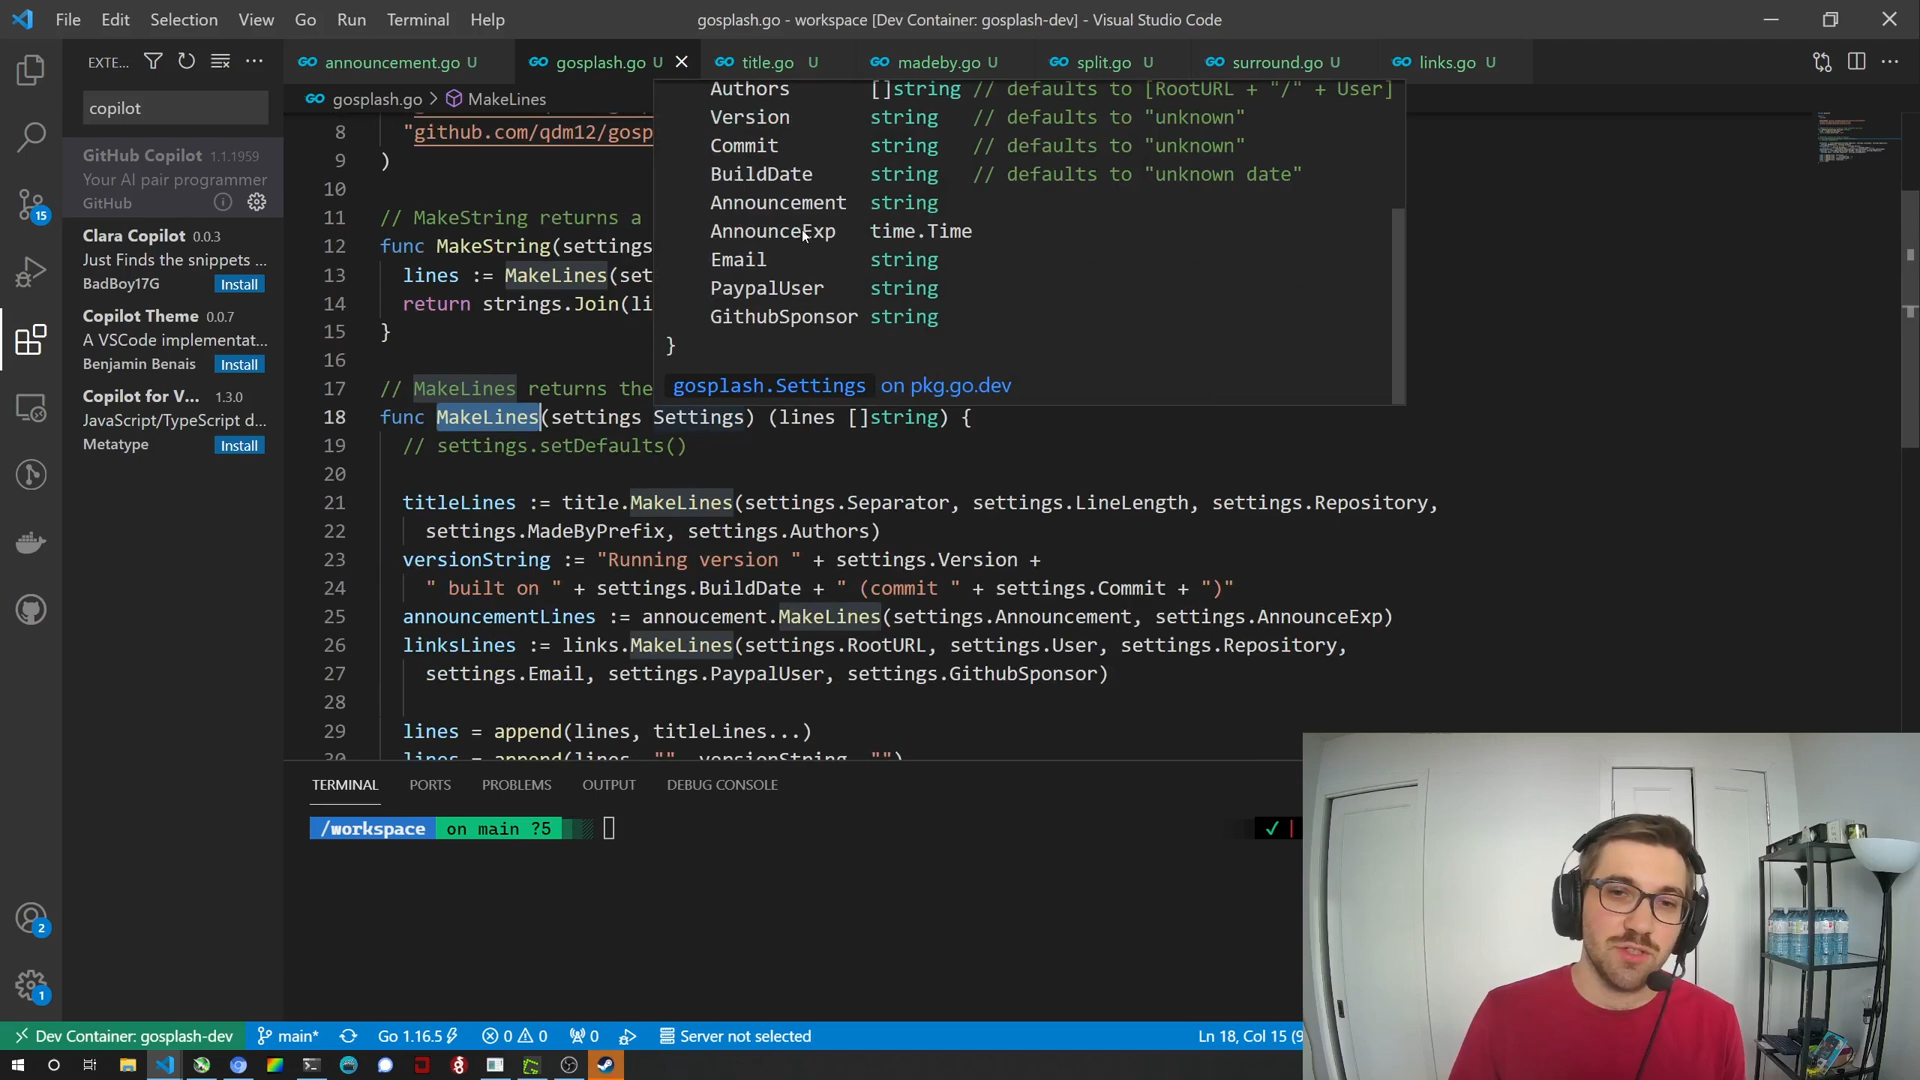 File Edit Selection View Go Run Terminal Help
gosplash.go - workspace [Dev Container: gosplash-dev] - Visual Studio Code
EXTE...
announcement.go U
gosplash.go U
title.go U
madeby.go U
split.go U
surround.go U
links.go U
copilot
gosplash.go > MakeLines
GitHub Copilot 1.1.1959
Your AI pair programmer
GitHub
Clara Copilot 0.0.3
Just Finds the snippets ...
BadBoy17G Install
Copilot Theme 0.0.7
A VSCode implementat...
Benjamin Benais Install
Copilot for V... 1.3.0
JavaScript/TypeScript d...
Metatype Install
15
2
1
Authors []string // defaults to [RootURL + "/" + User]
Version string // defaults to "unknown"
Commit string // defaults to "unknown"
BuildDate string // defaults to "unknown date"
Announcement string
AnnounceExp time.Time
Email string
PaypalUser string
GithubSponsor string
}
gosplash.Settings on pkg.go.dev
8 "github.com/qdm12/gosp
9 )
10
11 // MakeString returns a
12 func MakeString(settings
13 lines := MakeLines(set
14 return strings.Join(li
15 }
16
17 // MakeLines returns the
18 func MakeLines(settings Settings) (lines []string) {
19 // settings.setDefaults()
20
21 titleLines := title.MakeLines(settings.Separator, settings.LineLength, settings.Repository,
22 settings.MadeByPrefix, settings.Authors)
23 versionString := "Running version " + settings.Version +
24 " built on " + settings.BuildDate + " (commit " + settings.Commit + ")"
25 announcementLines := annoucement.MakeLines(settings.Announcement, settings.AnnounceExp)
26 linksLines := links.MakeLines(settings.RootURL, settings.User, settings.Repository,
27 settings.Email, settings.PaypalUser, settings.GithubSponsor)
28
29 lines = append(lines, titleLines...)
30 lines = append(lines, "", versionString, "")
TERMINAL PORTS PROBLEMS OUTPUT DEBUG CONSOLE
/workspace on main ?5
Dev Container: gosplash-dev main* Go 1.16.5 0 0 0 Server not selected Ln 18, Col 15 (9